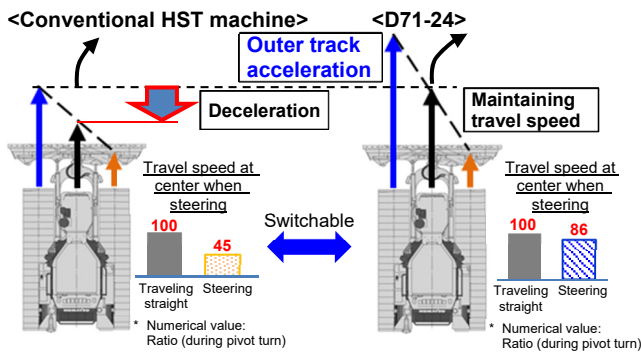 <Conventional HST machine>
<D71-24>
Outer track
acceleration
Deceleration
Maintaining
travel speed
Travel speed at
center when
steering
100
45
Traveling
straight
Steering
* Numerical value:
Ratio (during pivot turn)
Switchable
Travel speed at
center when
steering
100
86
Traveling
straight
Steering
* Numerical value:
Ratio (during pivot turn)